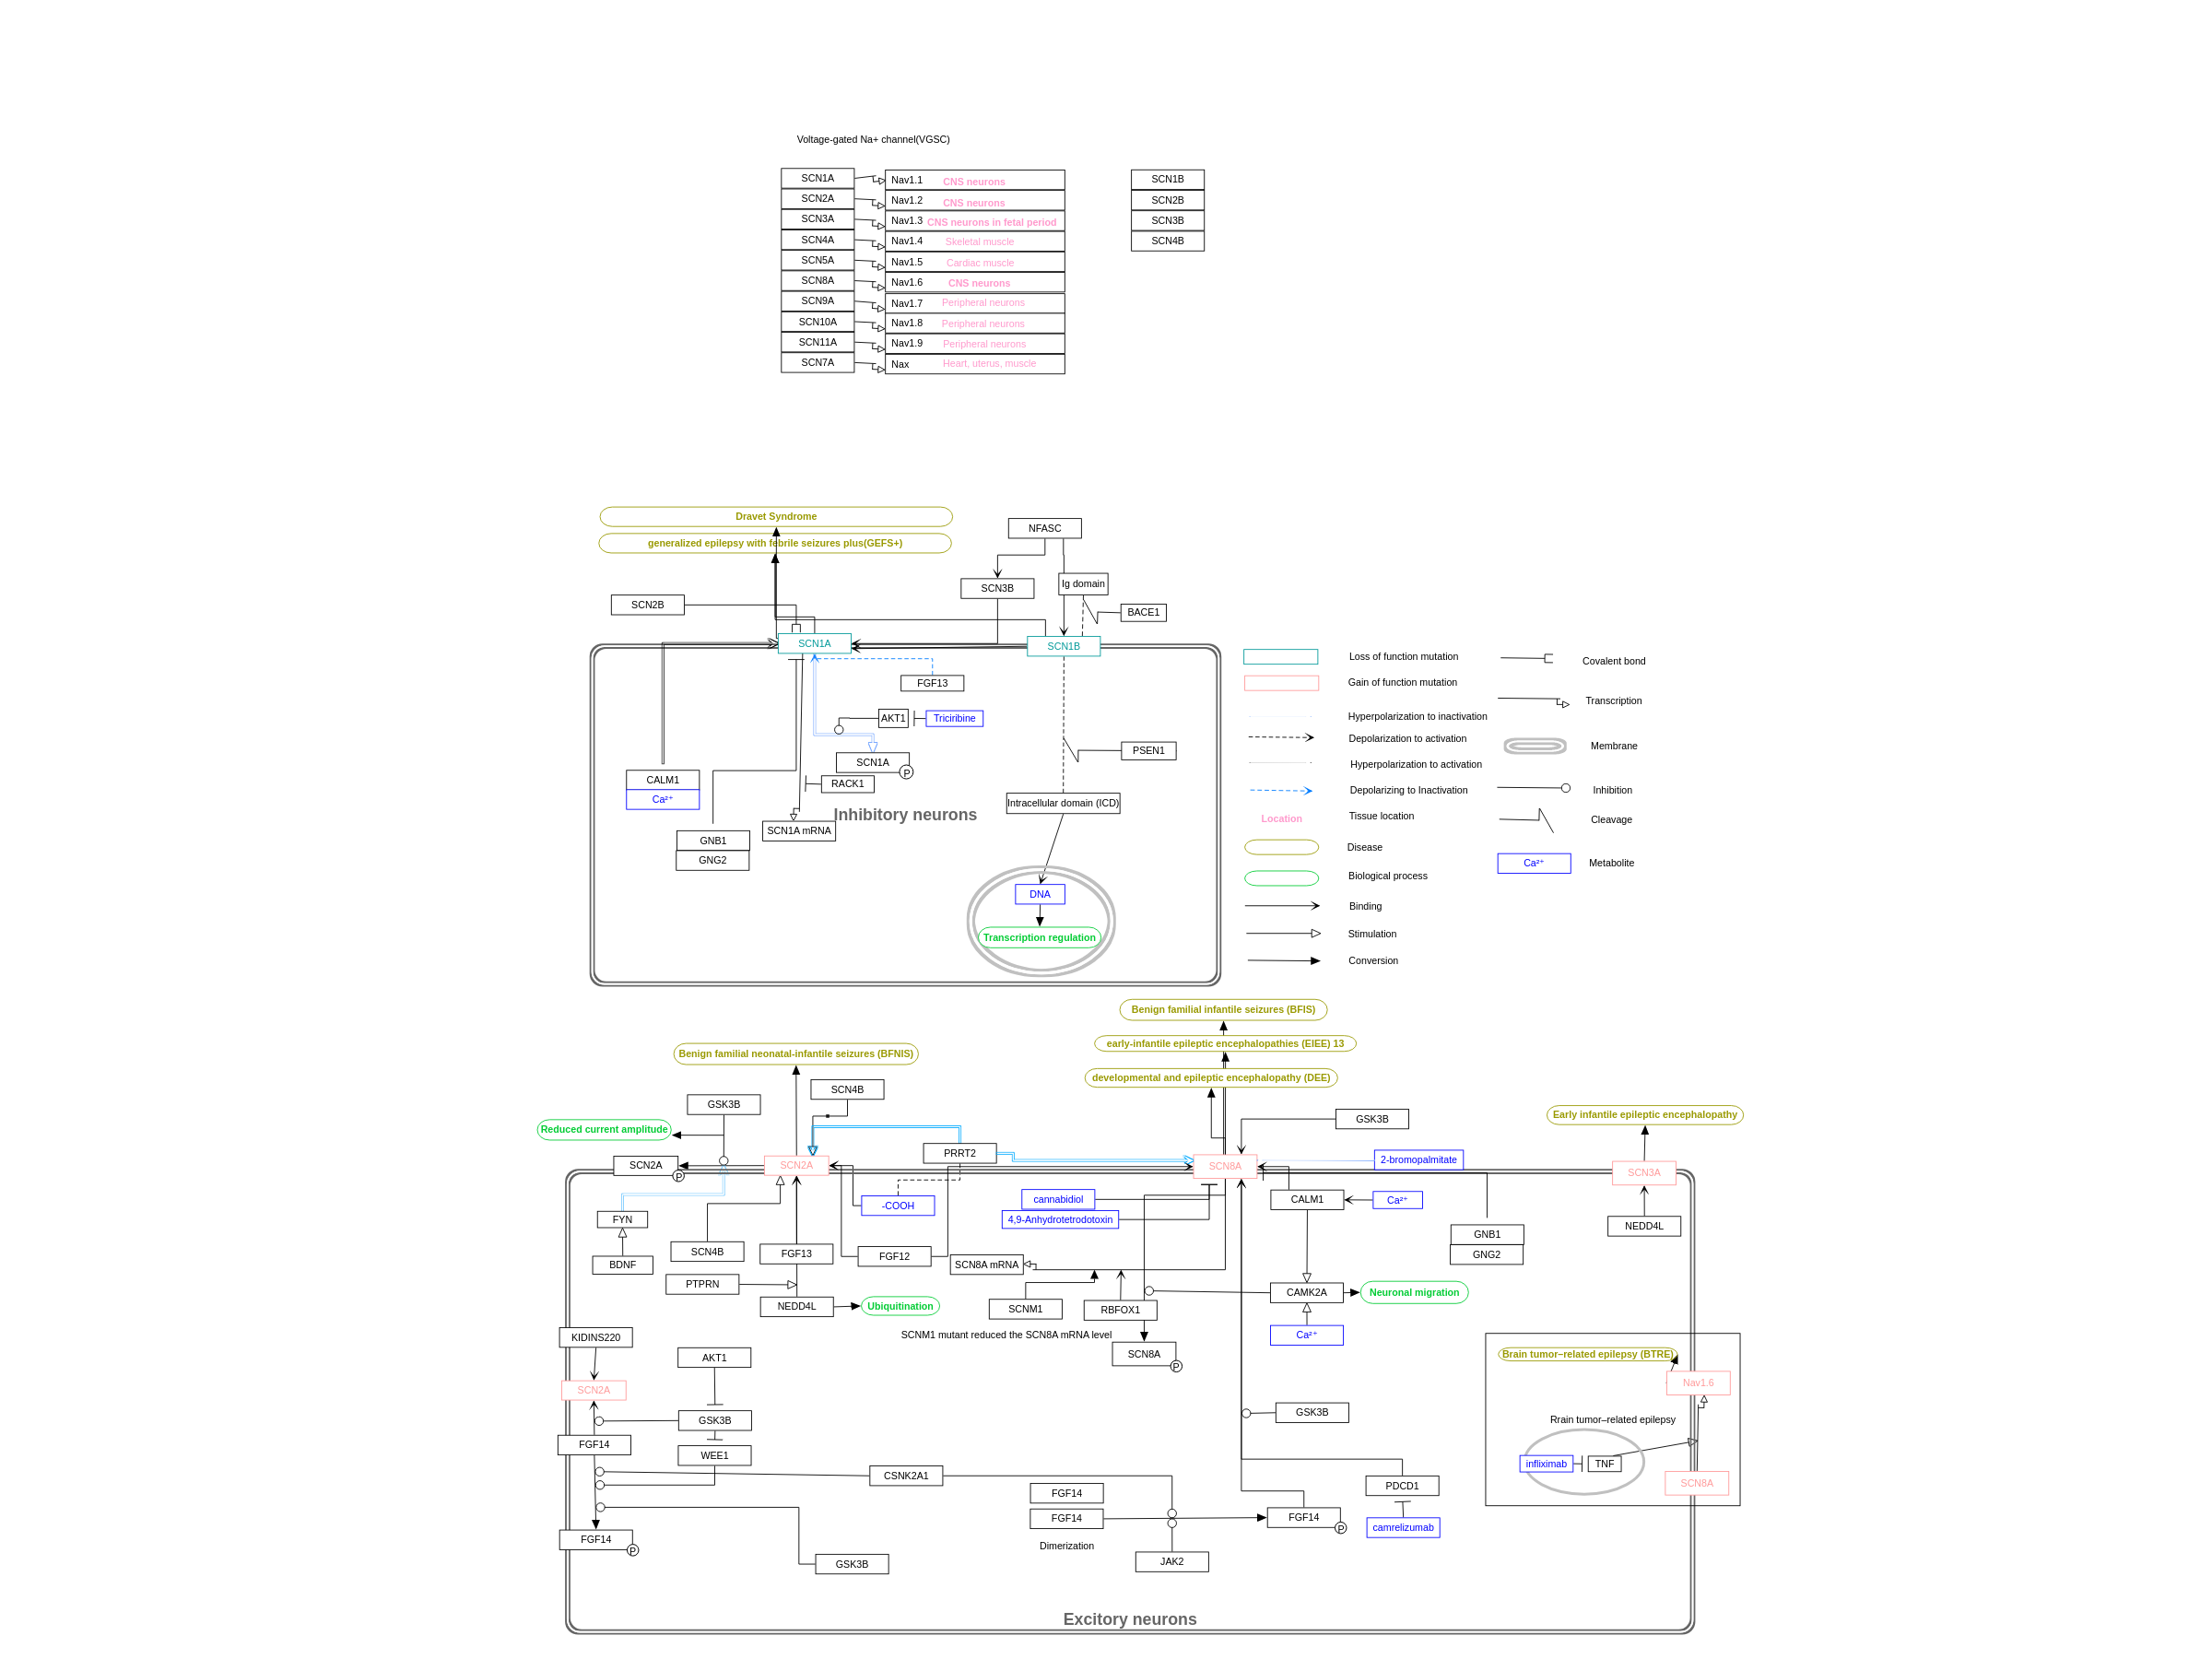 Voltage-gated Na+ channel(VGSC)
SCN1A
Nav1.1 CNS neurons
SCN2A
Nav1.2 CNS neurons
SCN3A
Nav1.3 CNS neurons in fetal period
SCN4A
Nav1.4 Skeletal muscle
SCN5A
Nav1.5 Cardiac muscle
SCN8A
Nav1.6 CNS neurons
SCN9A
Nav1.7 Peripheral neurons
SCN10A
Nav1.8 Peripheral neurons
SCN11A
Nav1.9 Peripheral neurons
SCN7A
Nax Heart, uterus, muscle
SCN1B
SCN2B
SCN3B
SCN4B
Dravet Syndrome
generalized epilepsy with febrile seizures plus(GEFS+)
NFASC
SCN3B
Ig domain
SCN2B
BACE1
SCN1A
SCN1B
FGF13
AKT1
Triciribine
SCN1A
P
PSEN1
CALM1
Ca²⁺
RACK1
Intracellular domain (ICD)
Inhibitory neurons
SCN1A mRNA
GNB1
GNG2
DNA
Transcription regulation
Loss of function mutation
Gain of function mutation
Hyperpolarization to inactivation
Depolarization to activation
Hyperpolarization to activation
Depolarizing to Inactivation
Location
Tissue location
Disease
Biological process
Binding
Stimulation
Conversion
Covalent bond
Transcription
Membrane
Inhibition
Cleavage
Ca²⁺
Metabolite
Benign familial infantile seizures (BFIS)
early-infantile epileptic encephalopathies (EIEE) 13
developmental and epileptic encephalopathy (DEE)
Benign familial neonatal-infantile seizures (BFNIS)
SCN4B
GSK3B
Reduced current amplitude
GSK3B
Early infantile epileptic encephalopathy
PRRT2
SCN2A
P
SCN2A
SCN8A
2-bromopalmitate
SCN3A
-COOH
cannabidiol
4,9-Anhydrotetrodotoxin
CALM1
Ca²⁺
FYN
NEDD4L
GNB1
GNG2
SCN4B
FGF13
FGF12
BDNF
SCN8A mRNA
PTPRN
NEDD4L
Ubiquitination
SCNM1
RBFOX1
CAMK2A
Neuronal migration
SCNM1 mutant reduced the SCN8A mRNA level
SCN8A
P
Ca²⁺
KIDINS220
AKT1
SCN2A
GSK3B
FGF14
WEE1
CSNK2A1
FGF14
P
GSK3B
FGF14
FGF14
Dimerization
JAK2
FGF14
P
GSK3B
PDCD1
camrelizumab
Brain tumor–related epilepsy (BTRE)
Nav1.6
Rrain tumor–related epilepsy
infliximab
TNF
SCN8A
Excitory neurons